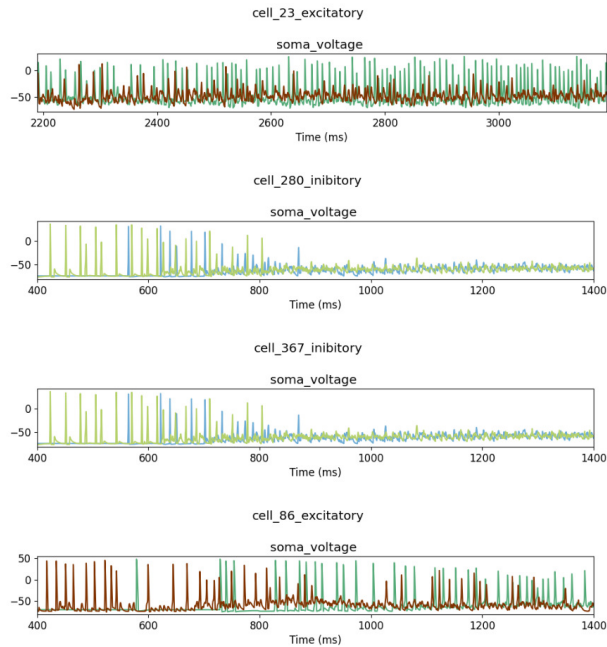 cell_23_excitatory
soma_voltage
0
−50
2200
2400
2600
2800
3000
Time (ms)
cell_280_inibitory
soma_voltage
0
−50
400
600
800
1000
1200
1400
Time (ms)
cell_367_inibitory
soma_voltage
0
−50
400
600
800
1000
1200
1400
Time (ms)
cell_86_excitatory
soma_voltage
50
0
−50
400
600
800
1000
1200
1400
Time (ms)